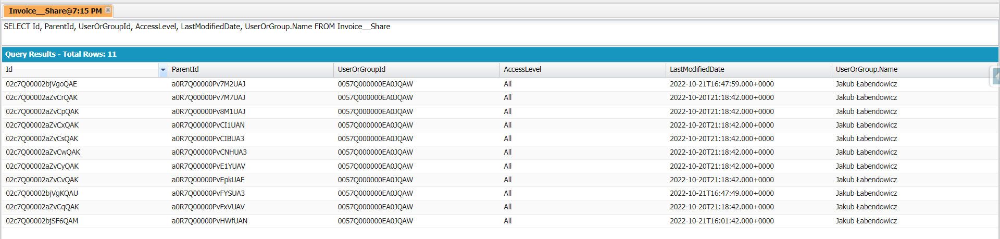 Invoice__Share@7:15 PM
SELECT Id, ParentId, UserOrGroupId, AccessLevel, LastModifiedDate, UserOrGroup.Name FROM Invoice__Share
Query Results - Total Rows: 11
Id ParentId UserOrGroupId AccessLevel LastModifiedDate UserOrGroup.Name
02c7Q00002bjVgoQAE a0R7Q00000Pv7M2UAJ 0057Q000000EA0JQAW All 2022-10-21T16:47:59.000+0000 Jakub Łabendowicz
02c7Q00002aZvCrQAK a0R7Q00000Pv7M7UAJ 0057Q000000EA0JQAW All 2022-10-20T21:18:42.000+0000 Jakub Łabendowicz
02c7Q00002aZvCpQAK a0R7Q00000Pv8M1UAJ 0057Q000000EA0JQAW All 2022-10-20T21:18:42.000+0000 Jakub Łabendowicz
02c7Q00002aZvCxQAK a0R7Q00000PvCI1UAN 0057Q000000EA0JQAW All 2022-10-20T21:18:42.000+0000 Jakub Łabendowicz
02c7Q00002aZvCsQAK a0R7Q00000PvCIBUA3 0057Q000000EA0JQAW All 2022-10-20T21:18:42.000+0000 Jakub Łabendowicz
02c7Q00002aZvCwQAK a0R7Q00000PvCNHUA3 0057Q000000EA0JQAW All 2022-10-20T21:18:42.000+0000 Jakub Łabendowicz
02c7Q00002aZvCyQAK a0R7Q00000PvE1YUAV 0057Q000000EA0JQAW All 2022-10-20T21:18:42.000+0000 Jakub Łabendowicz
02c7Q00002aZvCvQAK a0R7Q00000PvEpkUAF 0057Q000000EA0JQAW All 2022-10-20T21:18:42.000+0000 Jakub Łabendowicz
02c7Q00002bjVgKQAU a0R7Q00000PvFYSUA3 0057Q000000EA0JQAW All 2022-10-21T16:47:49.000+0000 Jakub Łabendowicz
02c7Q00002aZvCqQAK a0R7Q00000PvFxVUAV 0057Q000000EA0JQAW All 2022-10-20T21:18:42.000+0000 Jakub Łabendowicz
02c7Q00002bjSF6QAM a0R7Q00000PvHWfUAN 0057Q000000EA0JQAW All 2022-10-21T16:01:42.000+0000 Jakub Łabendowicz